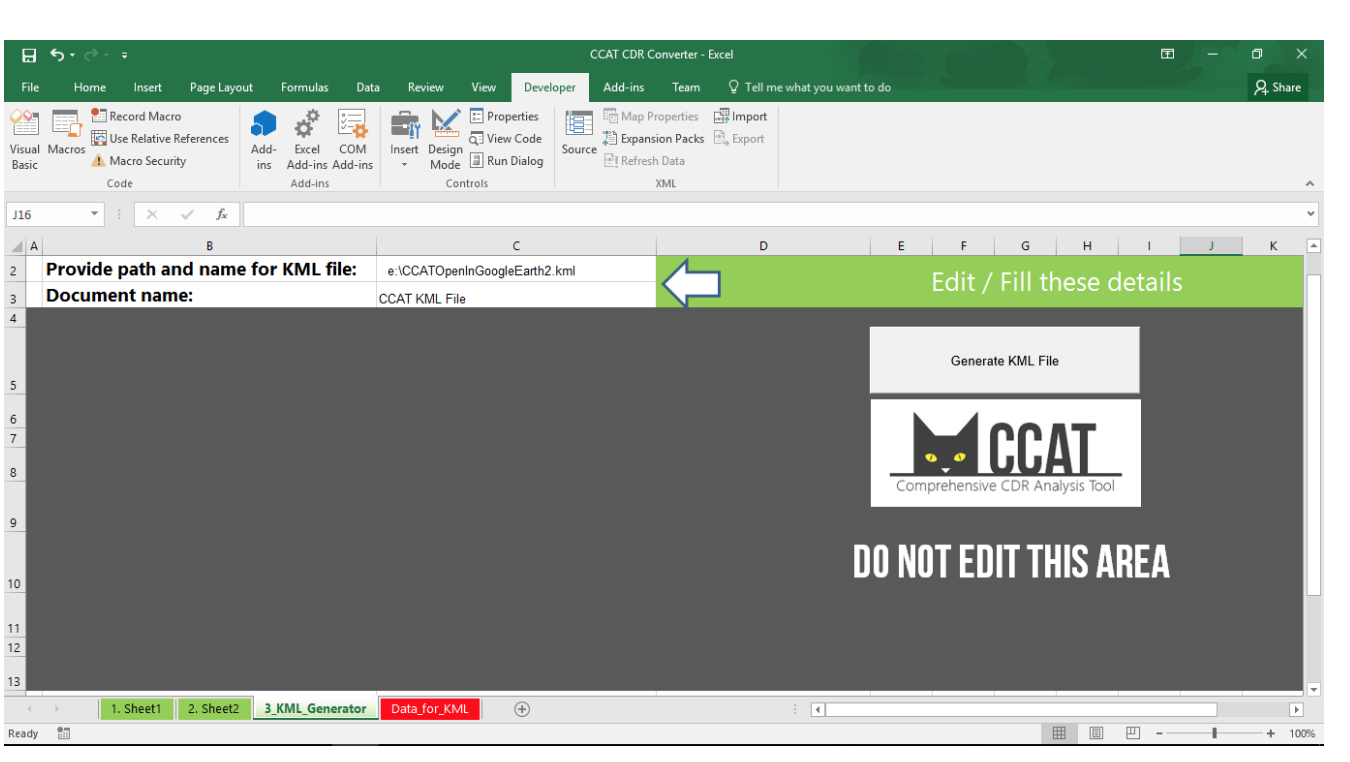 CCAT CDR Converter - Excel
File Home Insert Page Layout Formulas Data Review View Developer Add-ins Team Tell me what you want to do Share
Visual Basic
Macros
Record Macro
Use Relative References
Macro Security
Code
Add-ins
Excel Add-ins
COM Add-ins
Add-ins
Insert
Design Mode
Properties
View Code
Run Dialog
Controls
Source
Map Properties
Expansion Packs
Refresh Data
Import
Export
XML
J16 fx
A B C D E F G H I J K
2 Provide path and name for KML file: e:\CCATOpenInGoogleEarth2.kml
Edit / Fill these details
3 Document name: CCAT KML File
4
Generate KML File
5
6
7
CCAT
8
Comprehensive CDR Analysis Tool
9
DO NOT EDIT THIS AREA
10
11
12
13
1. Sheet1 2. Sheet2 3_KML_Generator Data_for_KML
Ready 100%